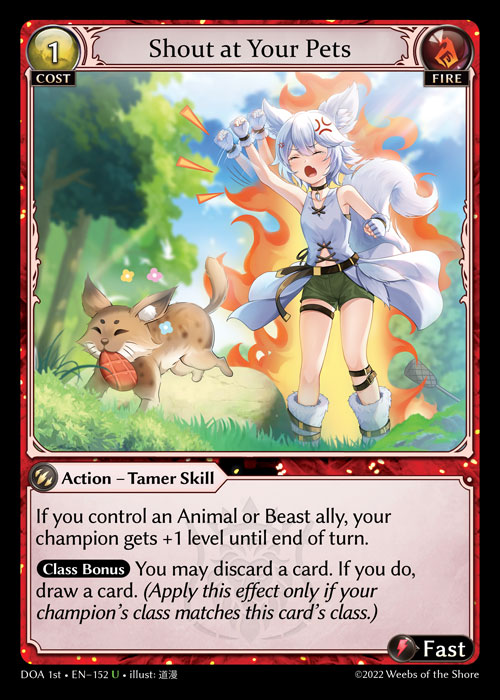 1
Shout at Your Pets
COST
FIRE
Action – Tamer Skill
If you control an Animal or Beast ally, your
champion gets +1 level until end of turn.
Class Bonus You may discard a card. If you do,
draw a card. (Apply this effect only if your
champion's class matches this card's class.)
Fast
DOA 1st • EN–152 U • illust: 道漫
©2022 Weebs of the Shore